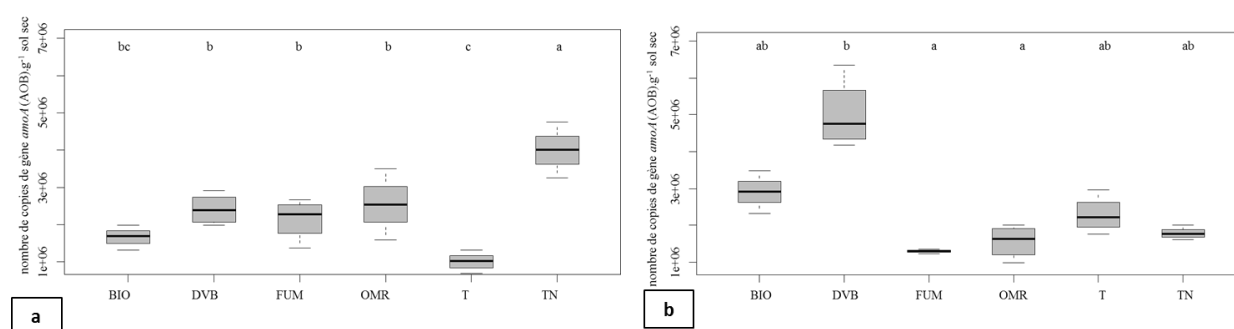 nombre de copies de gène amoA (AOB).g⁻¹ sol sec
7e+06
5e+06
3e+06
1e+06
bc b b b c a
BIO DVB FUM OMR T TN
a
nombre de copies de gène amoA (AOB).g⁻¹ sol sec
7e+06
5e+06
3e+06
1e+06
ab b a a ab ab
BIO DVB FUM OMR T TN
b